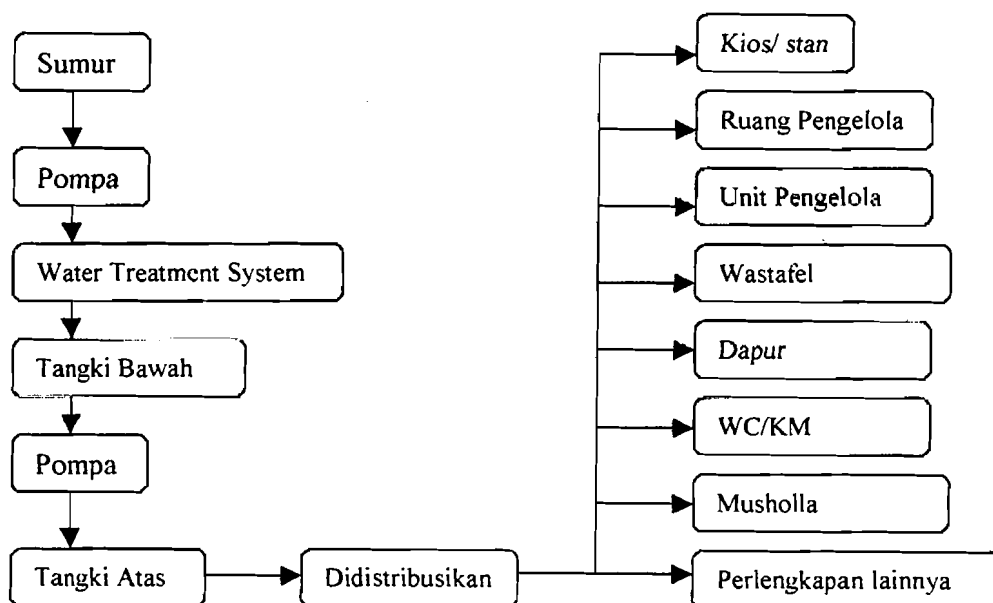 Sumur
Pompa
Water Treatment System
Tangki Bawah
Pompa
Tangki Atas
Didistribusikan
Kios/ stan
Ruang Pengelola
Unit Pengelola
Wastafel
Dapur
WC/KM
Musholla
Perlengkapan lainnya